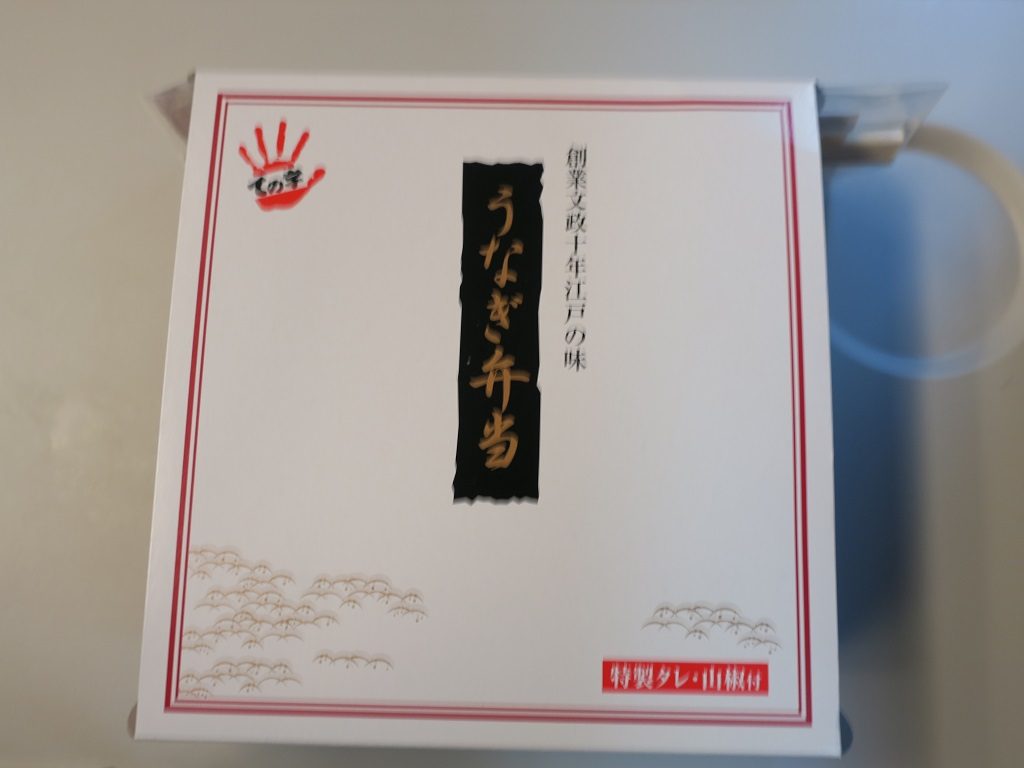 創業文政十年江戸の味
うなぎ弁当
ての字
特製タレ・山椒付